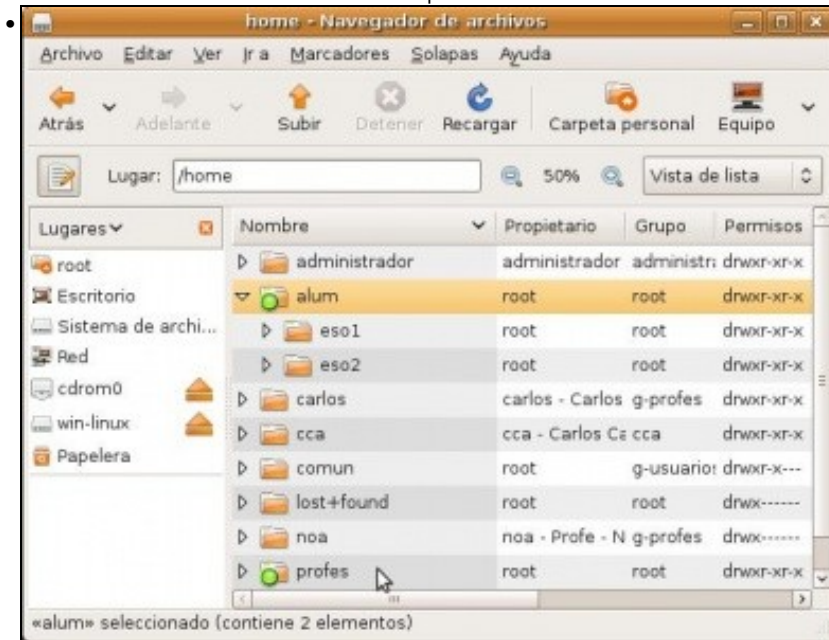 home - Navegador de archivos
Archivo Editar Ver Ir a Marcadores Solapas Ayuda
Atrás Adelante Subir Detener Recargar Carpeta personal Equipo
Lugar: /home 50% Vista de lista
Lugares Nombre Propietario Grupo Permisos
root administrador administrador administr drwxr-xr-x
Escritorio alum root root drwxr-xr-x
Sistema de archi... eso1 root root drwxr-xr-x
Red eso2 root root drwxr-xr-x
cdrom0 carlos carlos - Carlos g-profes drwxr-xr-x
win-linux cca cca - Carlos Ca cca drwxr-xr-x
Papelera comun root g-usuarios drwxr-x---
lost+found root root drwx------
noa noa - Profe - N g-profes drwx------
profes root root drwxr-xr-x
«alum» seleccionado (contiene 2 elementos)